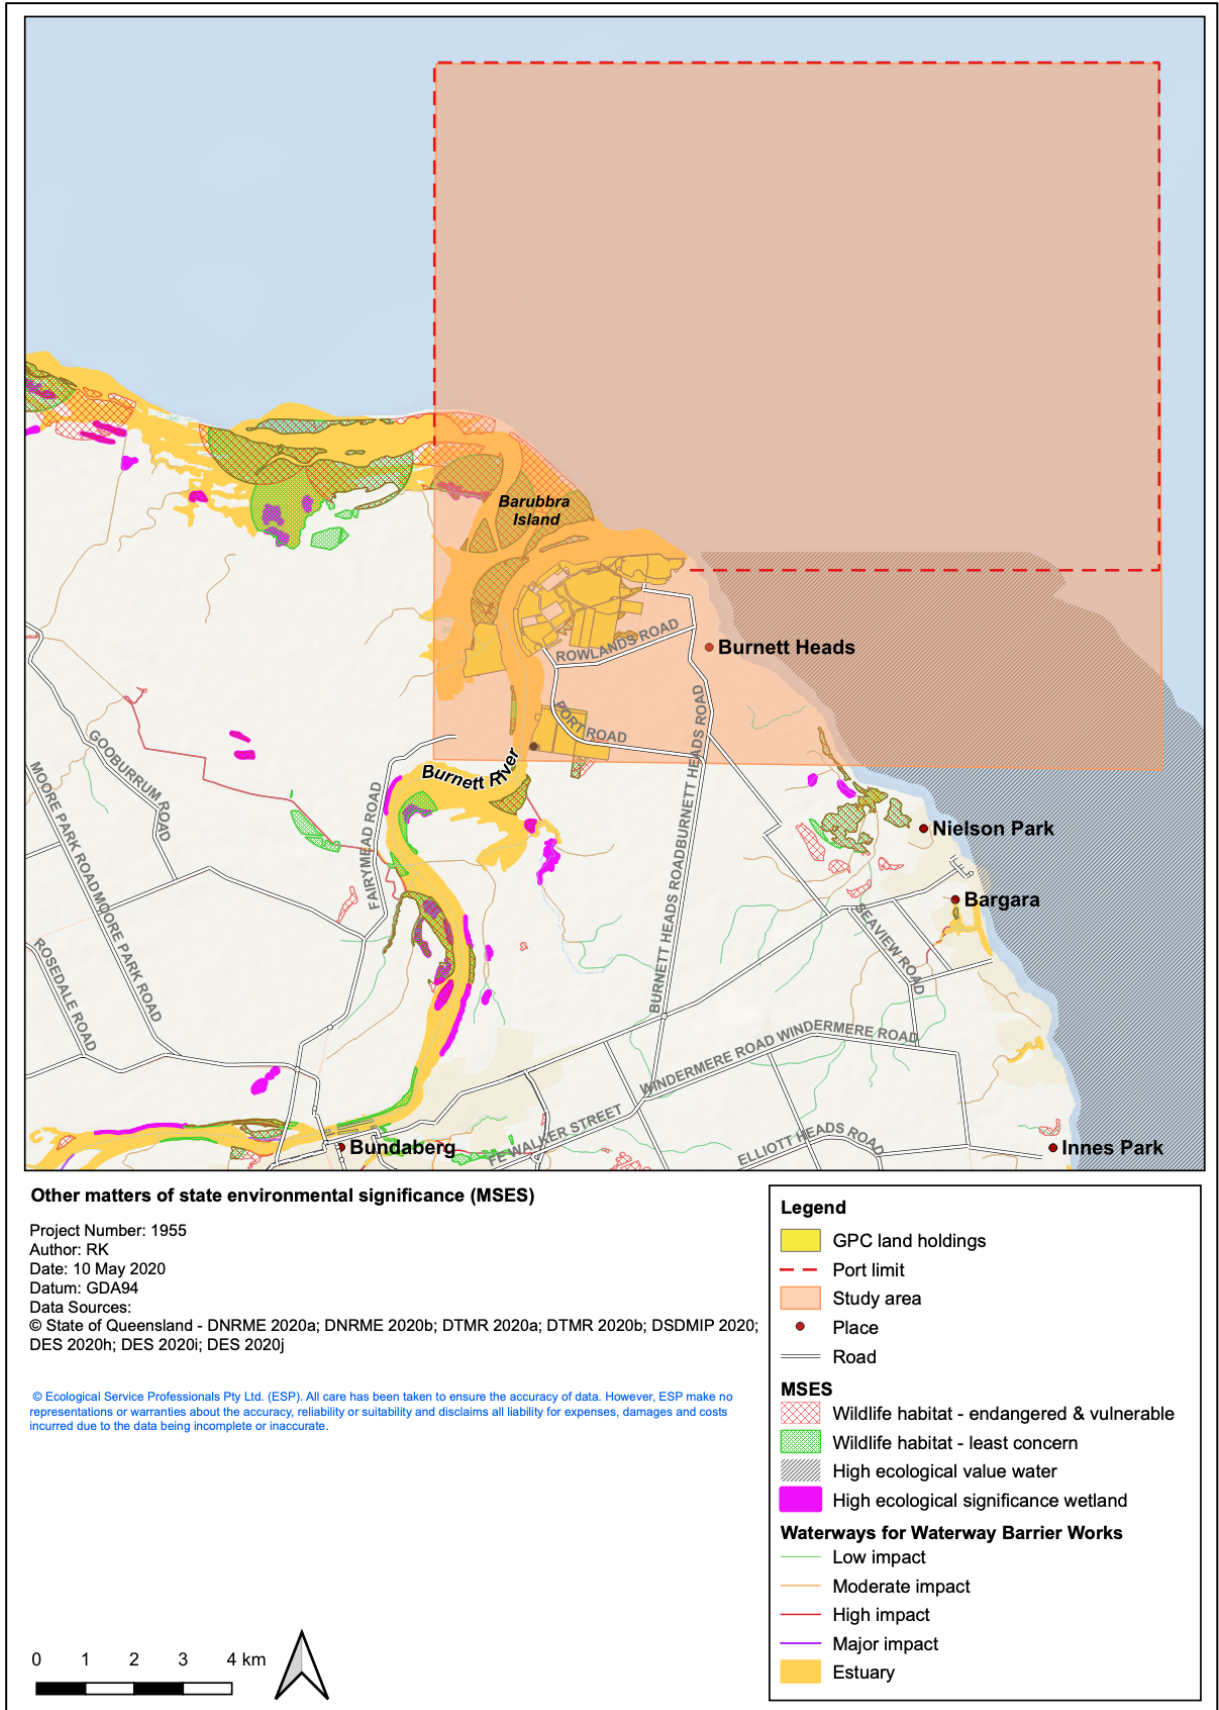 Barubbra
Island
ROWLANDS ROAD
Burnett Heads
PORT ROAD
BURNETT HEADS ROAD
BURNETT HEADS ROAD
Burnett River
GOOBURRUM ROAD
MOORE PARK ROAD
MOORE PARK ROAD
FAIRYMEAD ROAD
ROSEDALE ROAD
Nielson Park
Bargara
SEAVIEW ROAD
WINDERMERE ROAD
WINDERMERE ROAD
FE WALKER STREET
ELLIOTT HEADS ROAD
Bundaberg
Innes Park
Other matters of state environmental significance (MSES)
Project Number: 1955
Author: RK
Date: 10 May 2020
Datum: GDA94
Data Sources:
© State of Queensland - DNRME 2020a; DNRME 2020b; DTMR 2020a; DTMR 2020b; DSDMIP 2020;
DES 2020h; DES 2020i; DES 2020j
© Ecological Service Professionals Pty Ltd. (ESP). All care has been taken to ensure the accuracy of data. However, ESP make no
representations or warranties about the accuracy, reliability or suitability and disclaims all liability for expenses, damages and costs
incurred due to the data being incomplete or inaccurate.
0 1 2 3 4 km
Legend
GPC land holdings
Port limit
Study area
Place
Road
MSES
Wildlife habitat - endangered & vulnerable
Wildlife habitat - least concern
High ecological value water
High ecological significance wetland
Waterways for Waterway Barrier Works
Low impact
Moderate impact
High impact
Major impact
Estuary